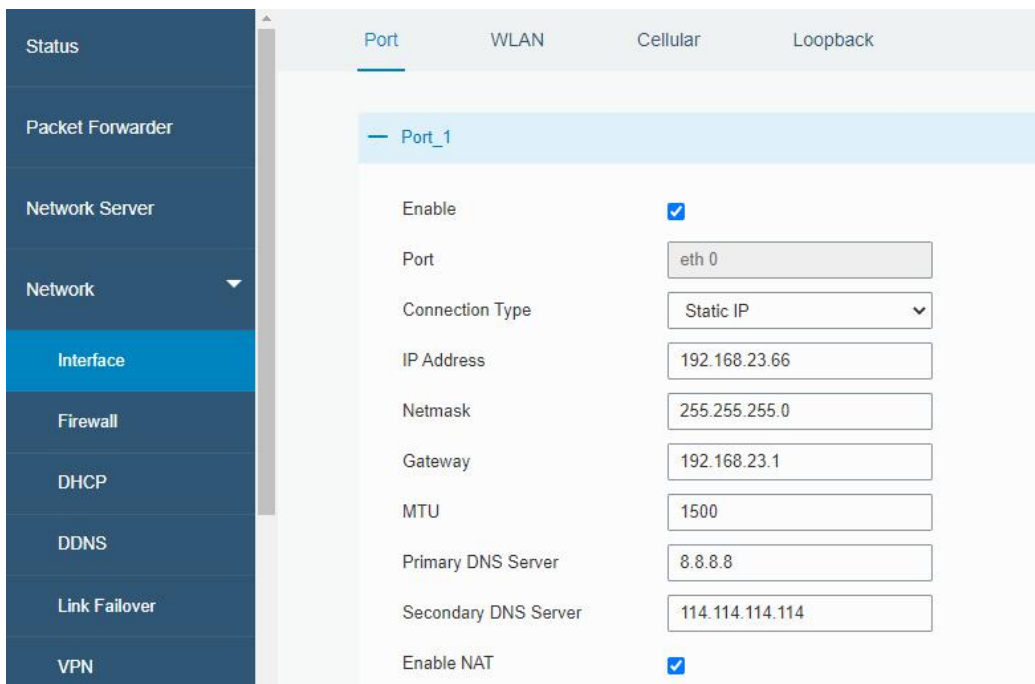 Status
Packet Forwarder
Network Server
Network
Interface
Firewall
DHCP
DDNS
Link Failover
VPN
Port WLAN Cellular Loopback
Port_1
Enable
Port eth 0
Connection Type Static IP
IP Address 192.168.23.66
Netmask 255.255.255.0
Gateway 192.168.23.1
MTU 1500
Primary DNS Server 8.8.8.8
Secondary DNS Server 114.114.114.114
Enable NAT